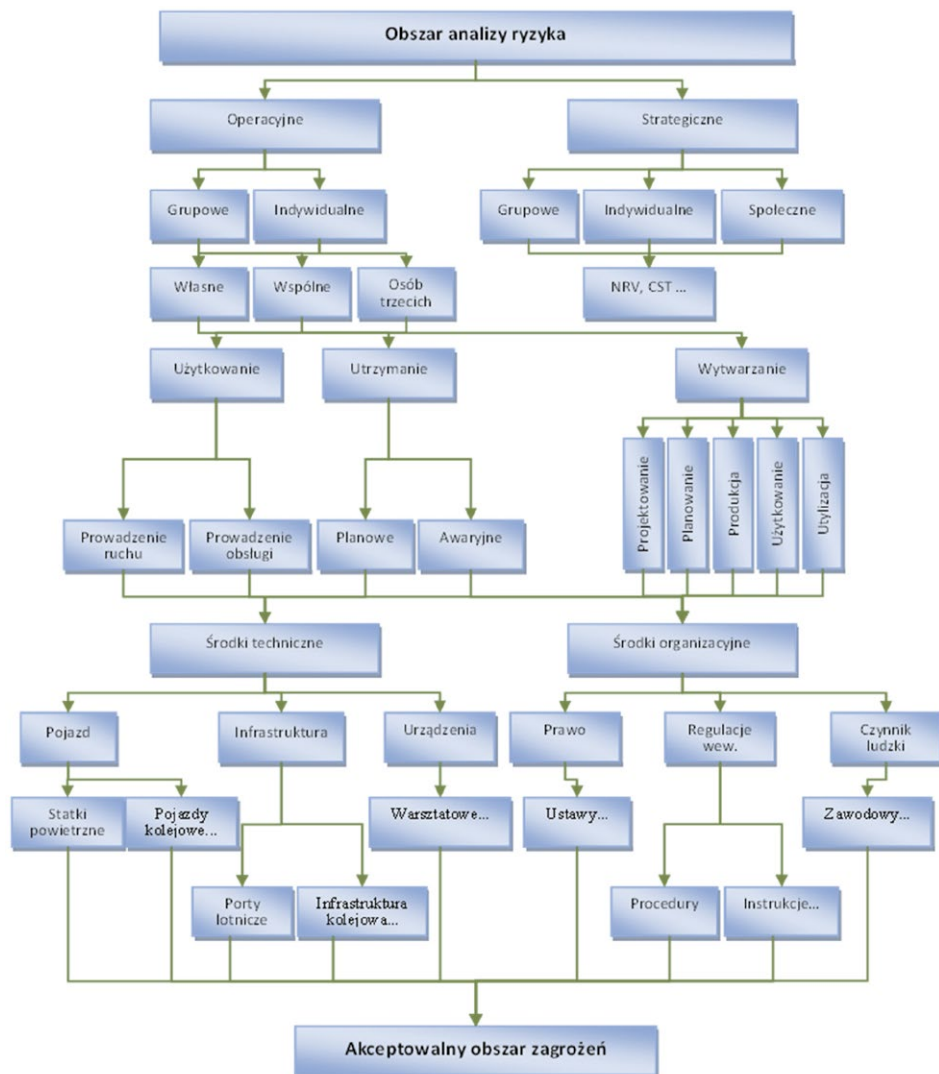 Obszar analizy ryzyka
Operacyjne
Strategiczne
Grupowe
Indywidualne
Grupowe
Indywidualne
Społeczne
Własne
Wspólne
Osób
trzecich
NRV, CST ...
Użytkowanie
Utrzymanie
Wytwarzanie
Projektowanie
Planowanie
Produkcja
Użytkowanie
Utylizacja
Prowadzenie
ruchu
Prowadzenie
obsługi
Planowe
Awaryjne
Środki techniczne
Środki organizacyjne
Pojazd
Infrastruktura
Urządzenia
Prawo
Regulacje
wew.
Czynnik
ludzki
Statki
powietrzne
Pojazdy
kolejowe...
Warsztatowe...
Ustawy...
Zawodowy...
Porty
lotnicze
Infrastruktura
kolejowa...
Procedury
Instrukcje...
Akceptowalny obszar zagrożeń